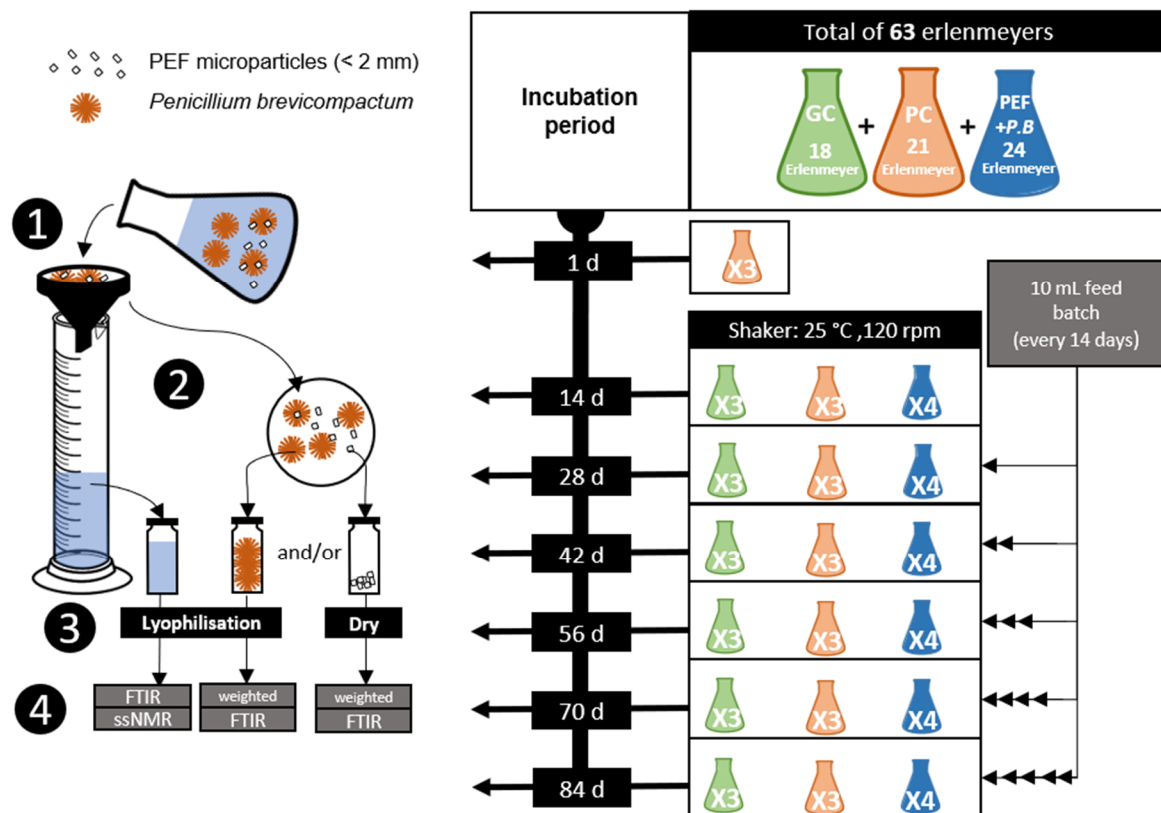 PEF microparticles (< 2 mm)
Penicillium brevicompactum
1
2
and/or
3
Lyophilisation
Dry
4
FTIR
ssNMR
weighted
FTIR
weighted
FTIR
Incubation
period
Total of 63 erlenmeyers
GC
18
Erlenmeyer
+
PC
21
Erlenmeyer
+
PEF
+P.B
24
Erlenmeyer
1 d
X3
10 mL feed
batch
(every 14 days)
Shaker: 25 °C ,120 rpm
14 d
X3
X3
X4
28 d
X3
X3
X4
42 d
X3
X3
X4
56 d
X3
X3
X4
70 d
X3
X3
X4
84 d
X3
X3
X4